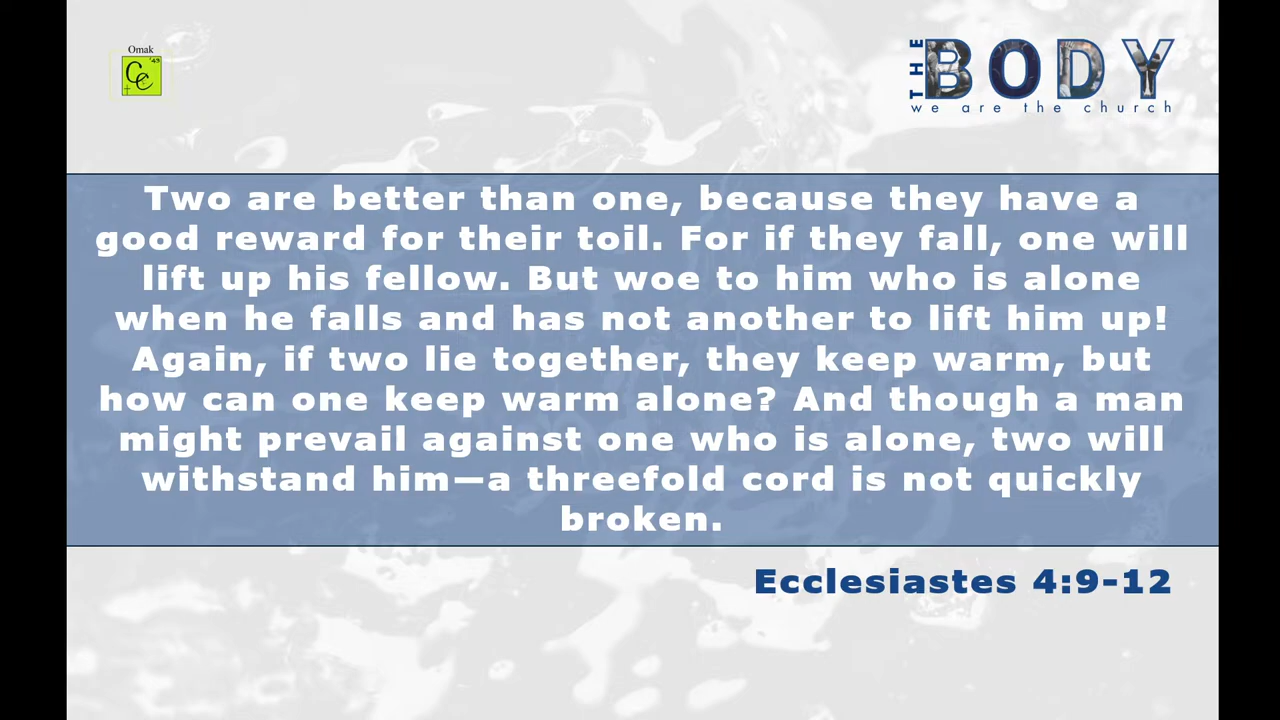 Omak
CC '48
THE BODY
we are the church
Two are better than one, because they have a
good reward for their toil. For if they fall, one will
lift up his fellow. But woe to him who is alone
when he falls and has not another to lift him up!
Again, if two lie together, they keep warm, but
how can one keep warm alone? And though a man
might prevail against one who is alone, two will
withstand him—a threefold cord is not quickly
broken.
Ecclesiastes 4:9-12